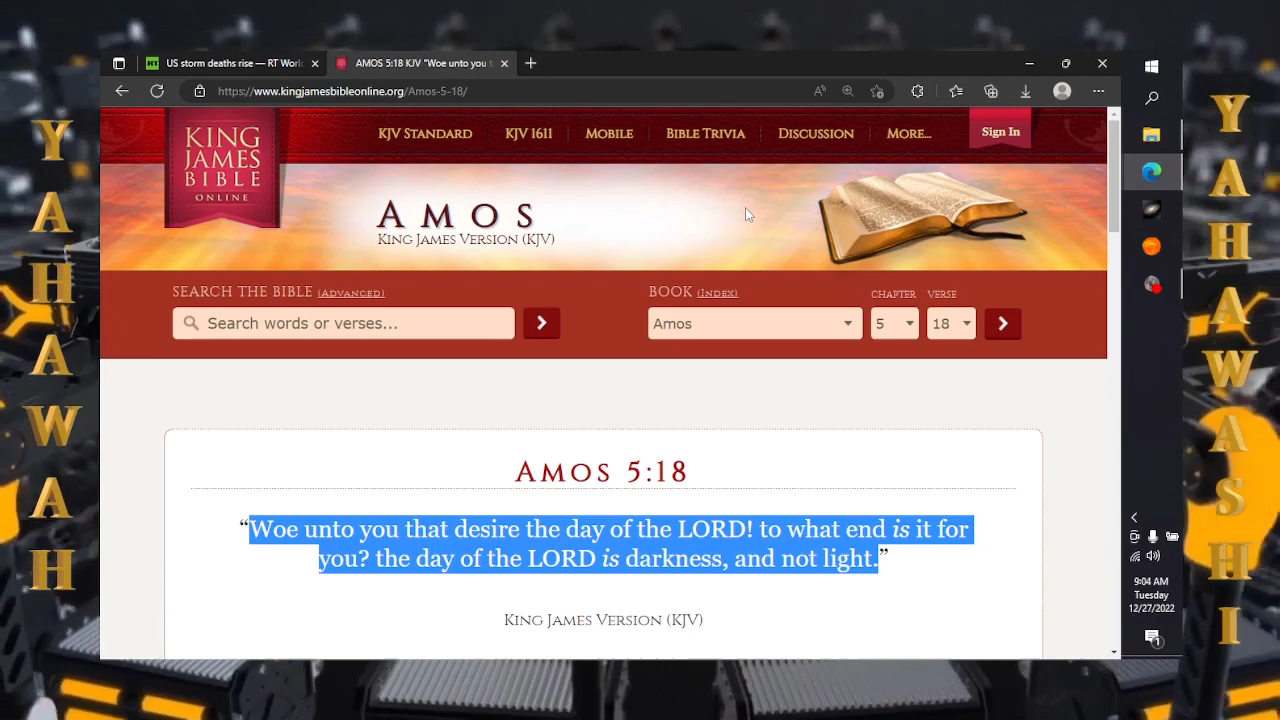 US storm deaths rise — RT Worl
AMOS 5:18 KJV "Woe unto you t
https://www.kingjamesbibleonline.org/Amos-5-18/
KING
JAMES
BIBLE
ONLINE
KJV STANDARD
KJV 1611
MOBILE
BIBLE TRIVIA
DISCUSSION
MORE...
Sign In
AMOS
KING JAMES VERSION (KJV)
SEARCH THE BIBLE (ADVANCED)
Search words or verses...
BOOK (INDEX)
CHAPTER
VERSE
Amos
5
18
AMOS 5:18
“Woe unto you that desire the day of the LORD! to what end is it for
you? the day of the LORD is darkness, and not light.”
KING JAMES VERSION (KJV)
9:04 AM
Tuesday
12/27/2022
1
Y
A
H
A
W
A
H
Y
A
H
A
W
A
S
H
I
RT